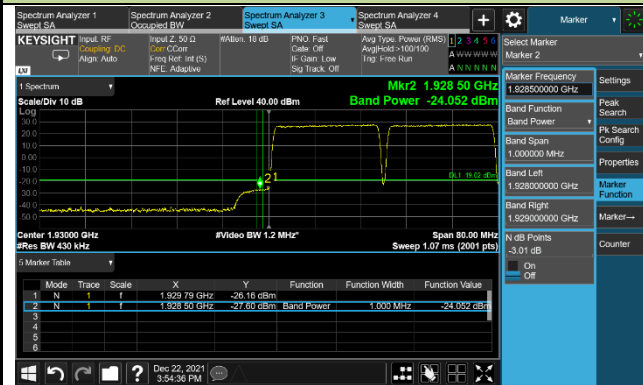 Spectrum Analyzer 1
Swept SA
Spectrum Analyzer 2
Occupied BW
Spectrum Analyzer 3
Swept SA
Spectrum Analyzer 4
Swept SA
+
Marker
KEYSIGHT
Input: RF
Coupling: DC
Align: Auto
Input Z: 50 Ω
Corr CCorr
Freq Ref: Int (S)
NFE: Adaptive
#Atten: 18 dB
PNO: Fast
Gate: Off
IF Gain: Low
Sig Track: Off
Avg Type: Power (RMS)
Avg|Hold:>100/100
Trig: Free Run
1 2 3 4 5 6
A W W W W W
A N N N N N
LXI
Select Marker
Marker 2
1 Spectrum
Scale/Div 10 dB
Ref Level 40.00 dBm
Mkr2 1.928 50 GHz
Band Power -24.052 dBm
Log
30.0
20.0
10.0
0.00
-10.0
-20.0
-30.0
-40.0
-50.0
2 1
DL1 -19.02 dBm
Center 1.93000 GHz
#Res BW 430 kHz
#Video BW 1.2 MHz*
Span 80.00 MHz
Sweep 1.07 ms (2001 pts)
5 Marker Table
Mode Trace Scale X Y Function Function Width Function Value
1 N 1 f 1.929 79 GHz -26.16 dBm
2 N 1 f 1.928 50 GHz -27.60 dBm Band Power 1.000 MHz -24.052 dBm
3
4
5
6
Marker Frequency
1.928500000 GHz
Band Function
Band Power
Band Span
1.000000 MHz
Band Left
1.928000000 GHz
Band Right
1.929000000 GHz
N dB Points
-3.01 dB
On
Off
Settings
Peak
Search
Pk Search
Config
Properties
Marker
Function
Marker→
Counter
?
Dec 22, 2021
3:54:36 PM